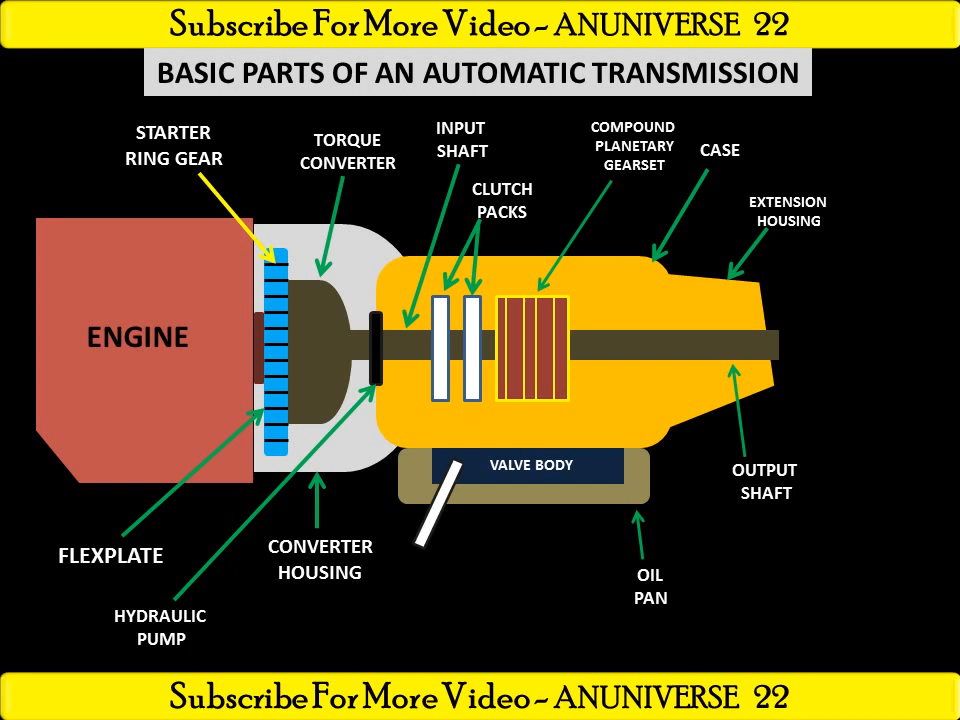 Subscribe For More Video - ANUNIVERSE 22
BASIC PARTS OF AN AUTOMATIC TRANSMISSION
STARTER
RING GEAR
TORQUE
CONVERTER
INPUT
SHAFT
CLUTCH
PACKS
COMPOUND
PLANETARY
GEARSET
CASE
EXTENSION
HOUSING
ENGINE
VALVE BODY
OUTPUT
SHAFT
FLEXPLATE
CONVERTER
HOUSING
OIL
PAN
HYDRAULIC
PUMP
Subscribe For More Video - ANUNIVERSE 22